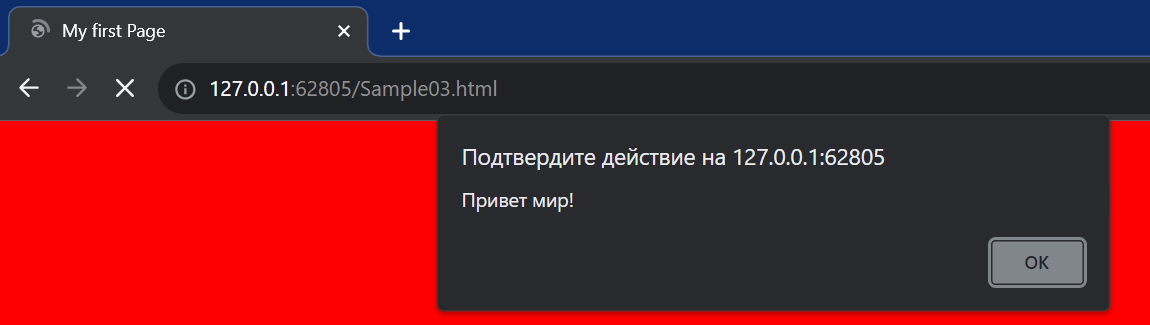 My first Page
127.0.0.1:62805/Sample03.html
Подтвердите действие на 127.0.0.1:62805
Привет мир!
OK